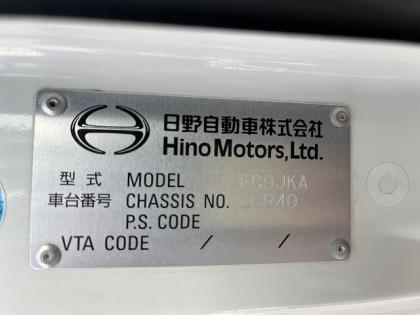 日野自動車株式会社
Hino Motors, Ltd.
型式 MODEL FC9JKA
車台番号 CHASSIS NO.
P.S. CODE
VTA CODE / /